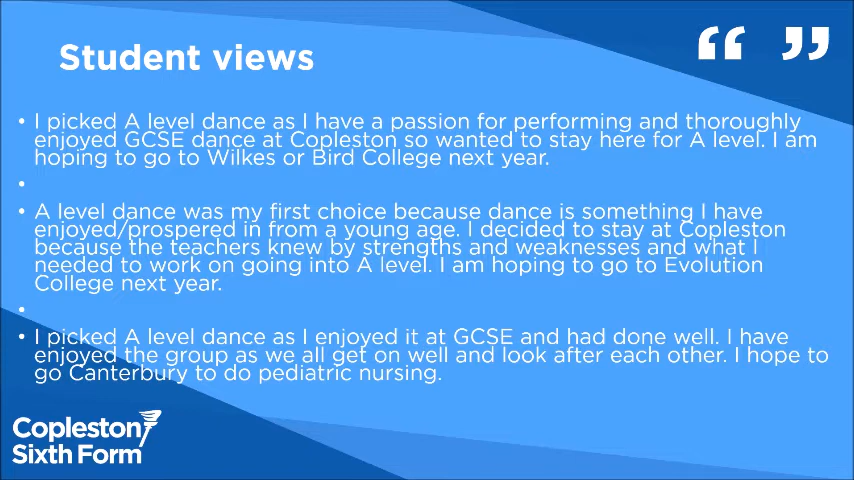 Student views
• I picked A level dance as I have a passion for performing and thoroughly
enjoyed GCSE dance at Copleston so wanted to stay here for A level. I am
hoping to go to Wilkes or Bird College next year.
•
• A level dance was my first choice because dance is something I have
enjoyed/prospered in from a young age. I decided to stay at Copleston
because the teachers knew by strengths and weaknesses and what I
needed to work on going into A level. I am hoping to go to Evolution
College next year.
•
• I picked A level dance as I enjoyed it at GCSE and had done well. I have
enjoyed the group as we all get on well and look after each other. I hope to
go Canterbury to do pediatric nursing.
Copleston
Sixth Form